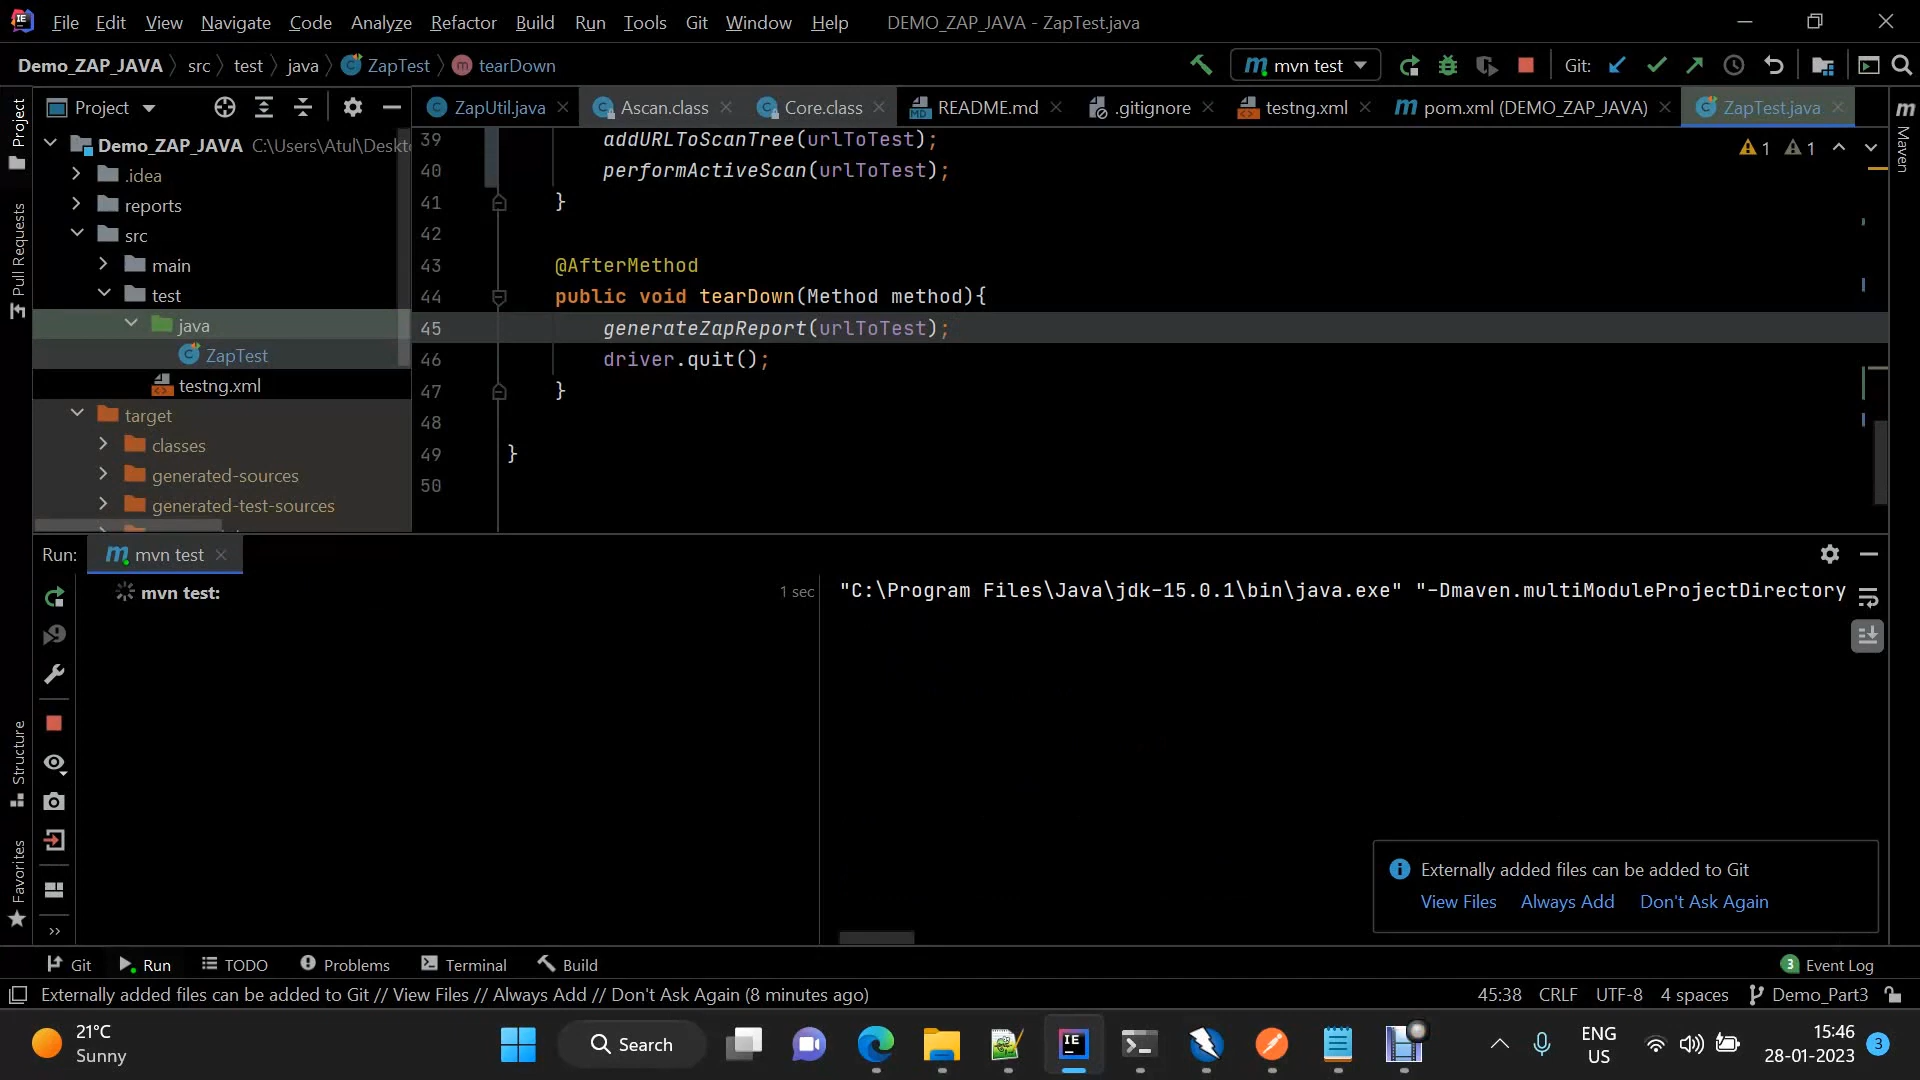 File Edit View Navigate Code Analyze Refactor Build Run Tools Git Window Help DEMO_ZAP_JAVA - ZapTest.java
Demo_ZAP_JAVA src test java ZapTest tearDown mvn test Git:
Project ZapUtil.java Ascan.class Core.class README.md .gitignore testng.xml pom.xml (DEMO_ZAP_JAVA) ZapTest.java
Project
Pull Requests
Structure
Favorites
Maven
Demo_ZAP_JAVA C:\Users\Atul\Deskto
.idea
reports
src
main
test
java
ZapTest
testng.xml
target
classes
generated-sources
generated-test-sources
1 1
39 addURLToScanTree(urlToTest);
40 performActiveScan(urlToTest);
41 }
42
43 @AfterMethod
44 public void tearDown(Method method){
45 generateZapReport(urlToTest);
46 driver.quit();
47 }
48
49 }
50
Run: mvn test
mvn test: 1 sec
"C:\Program Files\Java\jdk-15.0.1\bin\java.exe" "-Dmaven.multiModuleProjectDirectory
Externally added files can be added to Git
View Files Always Add Don't Ask Again
Git Run TODO Problems Terminal Build 3 Event Log
Externally added files can be added to Git // View Files // Always Add // Don't Ask Again (8 minutes ago) 45:38 CRLF UTF-8 4 spaces Demo_Part3
21°C
Sunny
Search
IE
ENG
US
15:46
28-01-2023
3